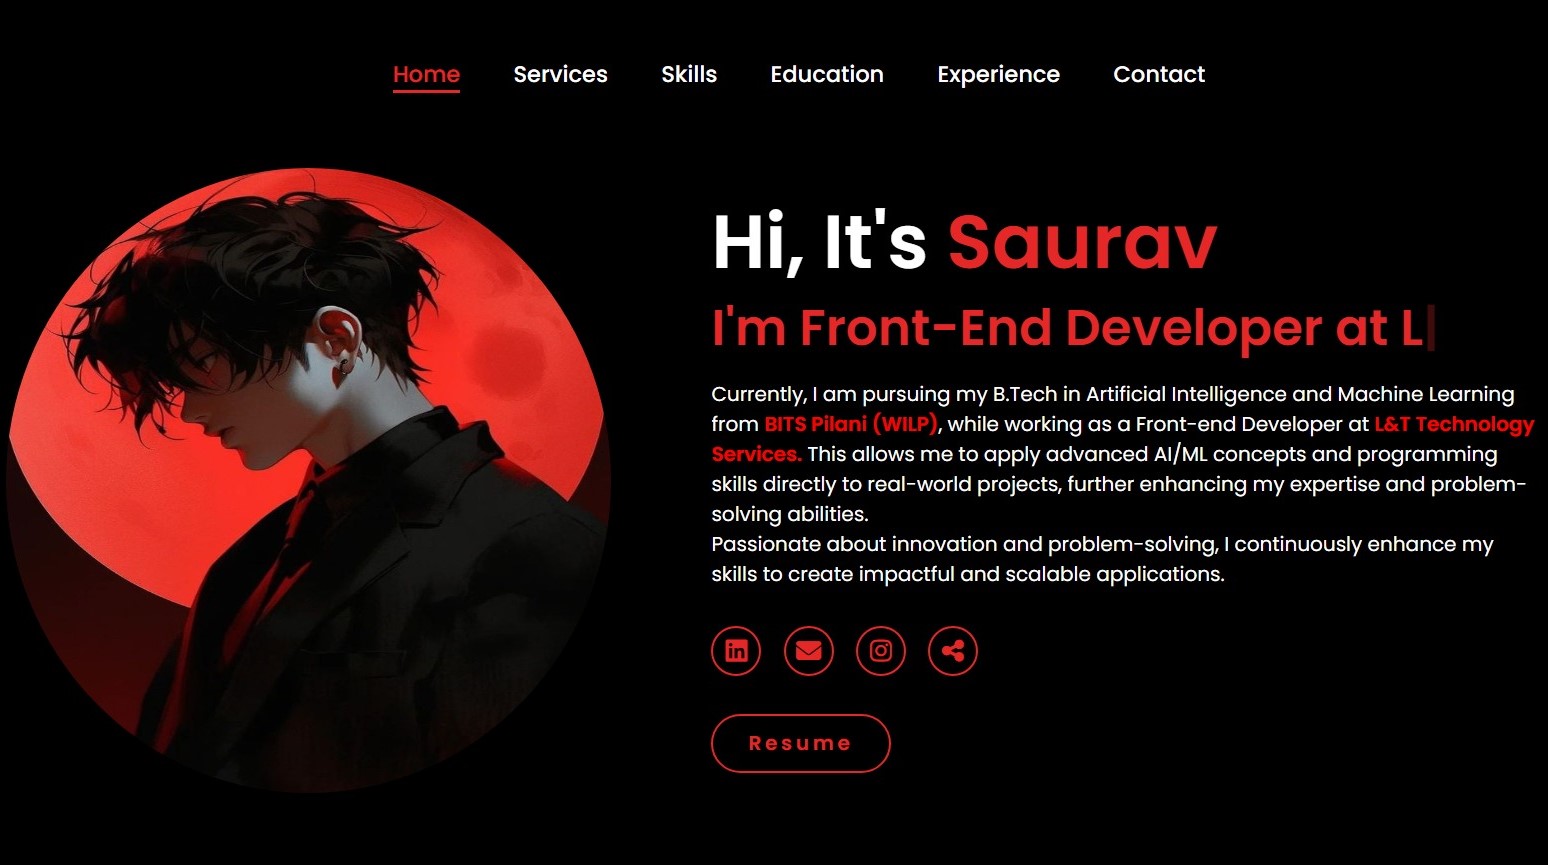 Home Services Skills Education Experience Contact
Hi, It's Saurav
I'm Front-End Developer at L
Currently, I am pursuing my B.Tech in Artificial Intelligence and Machine Learning
from BITS Pilani (WILP), while working as a Front-end Developer at L&T Technology
Services. This allows me to apply advanced AI/ML concepts and programming
skills directly to real-world projects, further enhancing my expertise and problem-
solving abilities.
Passionate about innovation and problem-solving, I continuously enhance my
skills to create impactful and scalable applications.
in
Resume